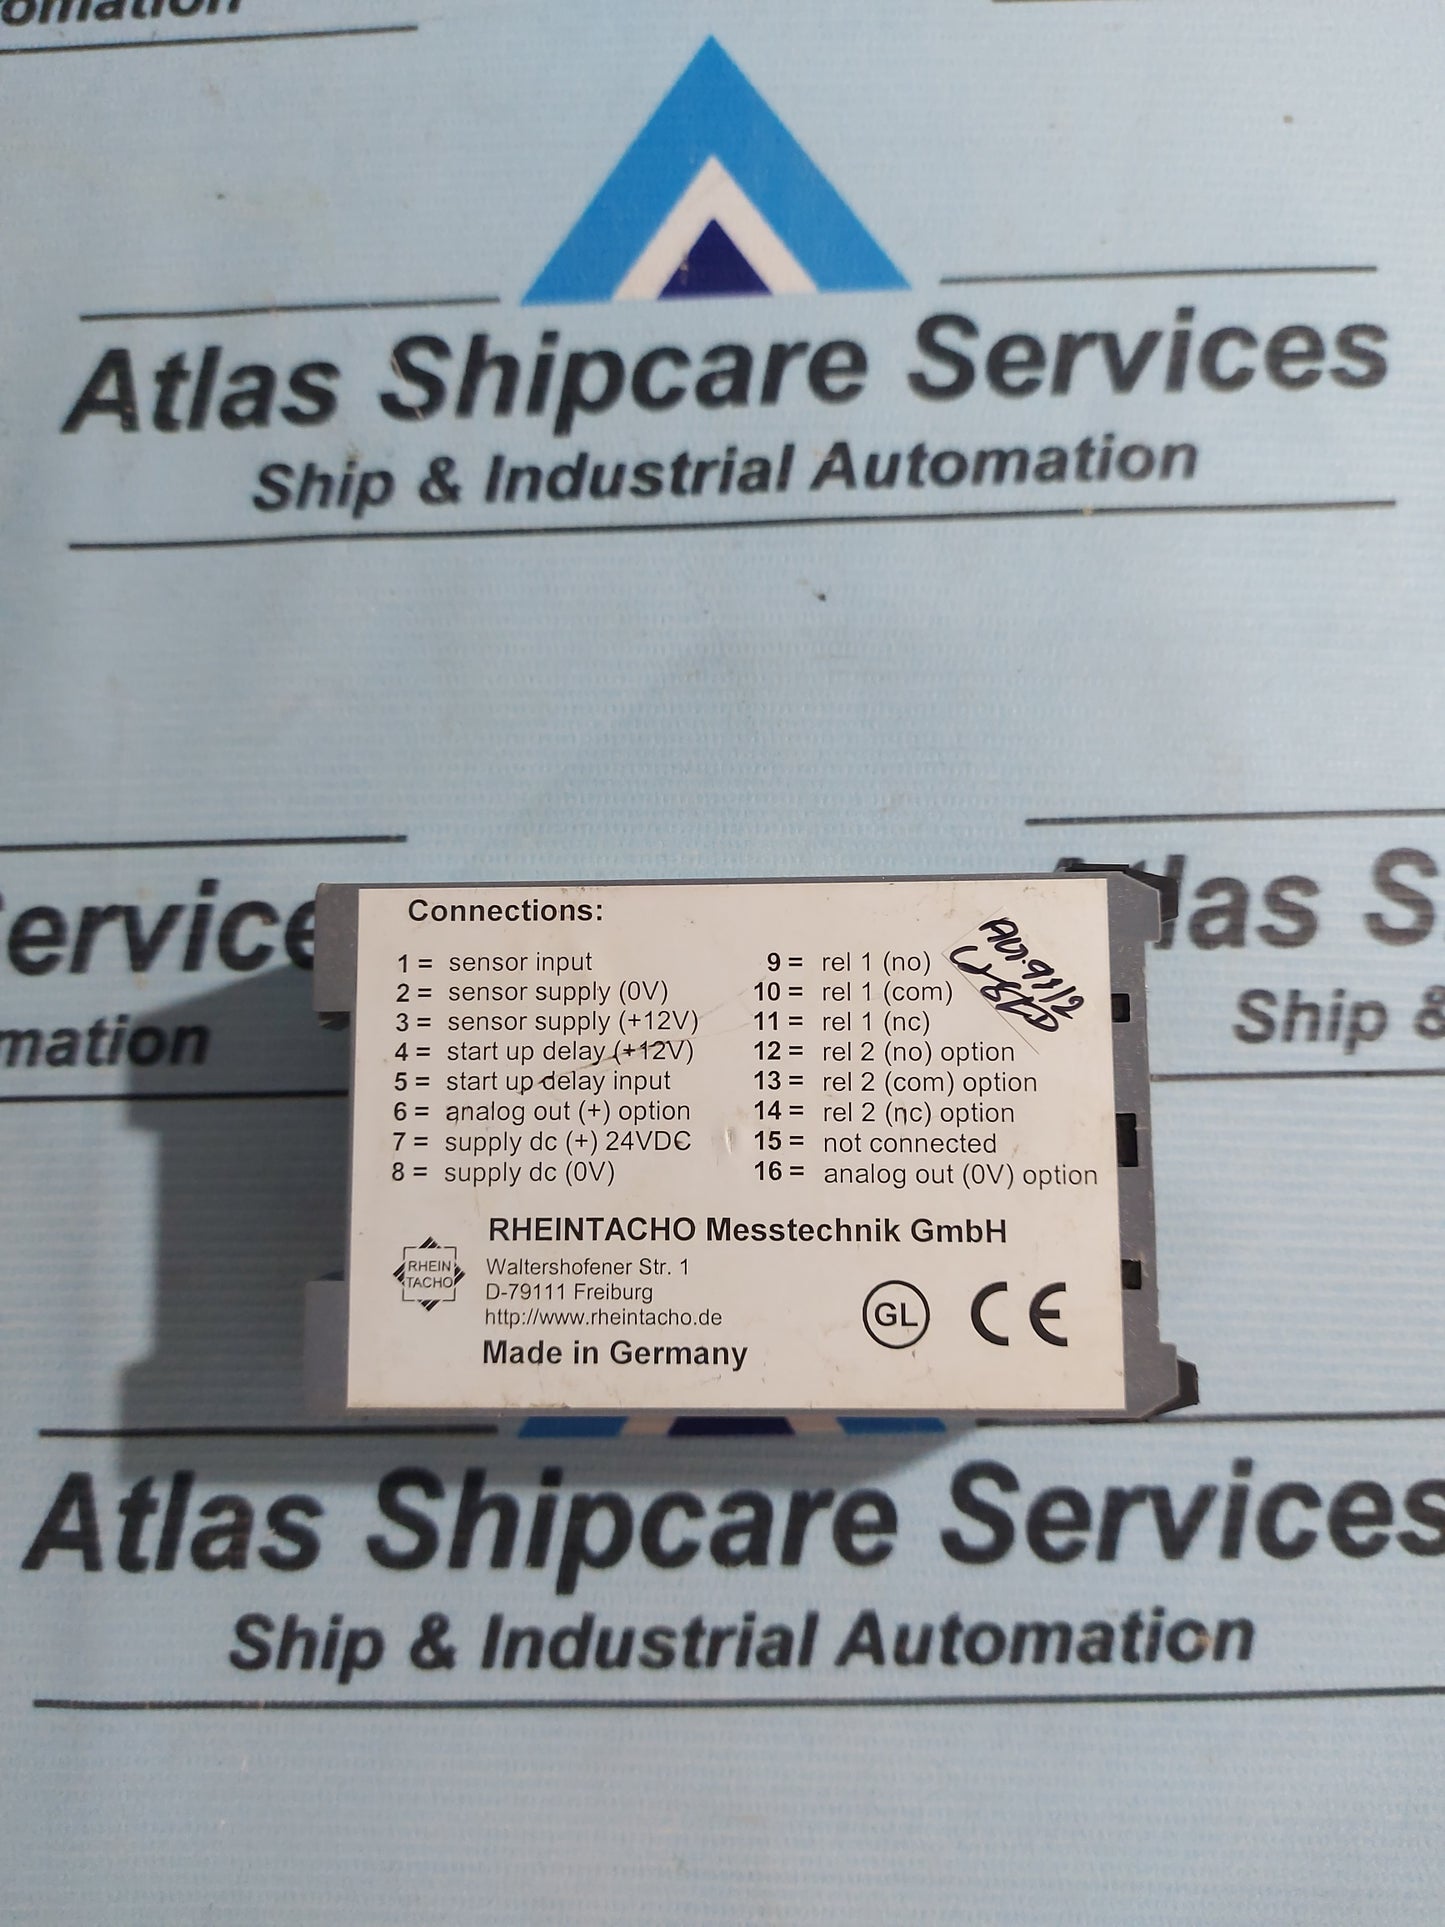 omation
Atlas Shipcare Services
Ship & Industrial Automation
Services
Automation
Atlas S
Ship &
Connections:
1 = sensor input
2 = sensor supply (0V)
3 = sensor supply (+12V)
4 = start up delay (+12V)
5 = start up delay input
6 = analog out (+) option
7 = supply dc (+) 24VDC
8 = supply dc (0V)
9 = rel 1 (no)
10 = rel 1 (com)
11 = rel 1 (nc)
12 = rel 2 (no) option
13 = rel 2 (com) option
14 = rel 2 (nc) option
15 = not connected
16 = analog out (0V) option
RHEINTACHO Messtechnik GmbH
RHEIN
TACHO
Waltershofener Str. 1
D-79111 Freiburg
http://www.rheintacho.de
Made in Germany
GL
CE
Atlas Shipcare Services
Ship & Industrial Automation